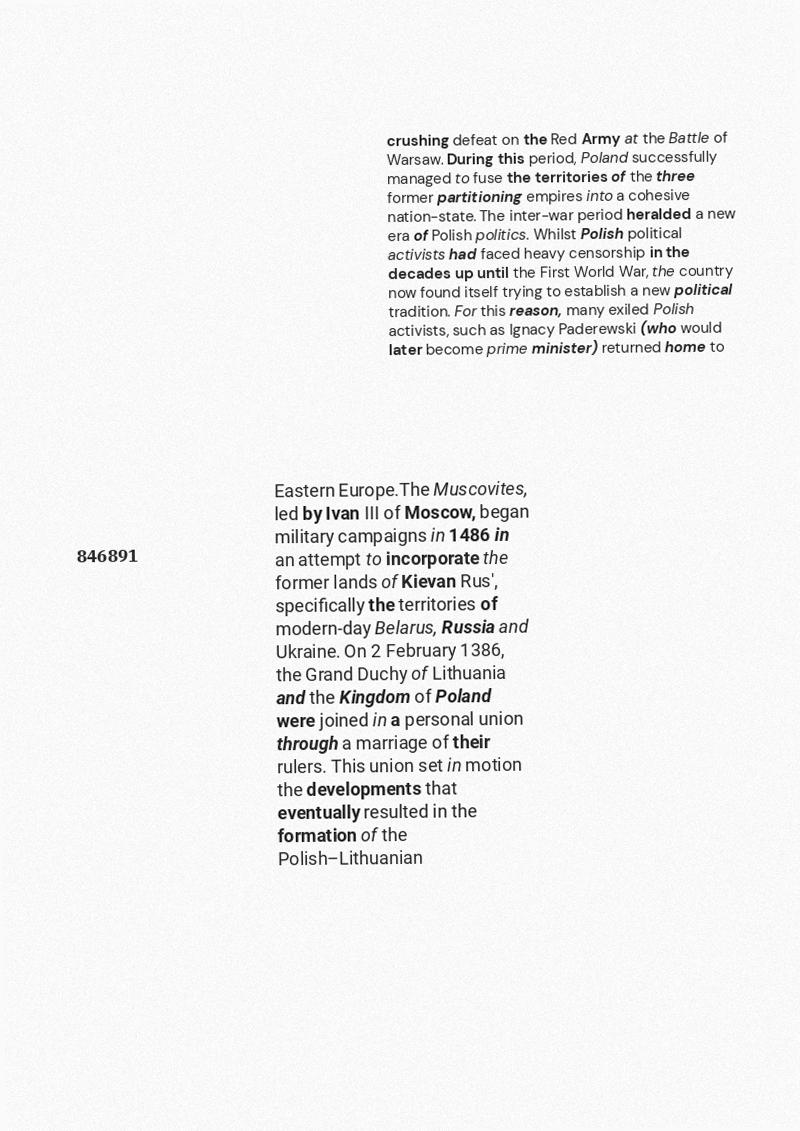 crushing defeat on the Red Army at the Battle of
Warsaw. During this period, Poland successfully
managed to fuse the territories of the three
former partitioning empires into a cohesive
nation-state. The inter-war period heralded a new
era of Polish politics. Whilst Polish political
activists had faced heavy censorship in the
decades up until the First World War, the country
now found itself trying to establish a new political
tradition. For this reason, many exiled Polish
activists, such as Ignacy Paderewski (who would
later become prime minister) returned home to
Eastern Europe.The Muscovites,
led by Ivan III of Moscow, began
military campaigns in 1486 in
an attempt to incorporate the
former lands of Kievan Rus',
specifically the territories of
modern-day Belarus, Russia and
Ukraine. On 2 February 1386,
the Grand Duchy of Lithuania
and the Kingdom of Poland
were joined in a personal union
through a marriage of their
rulers. This union set in motion
the developments that
eventually resulted in the
formation of the
Polish–Lithuanian
846891